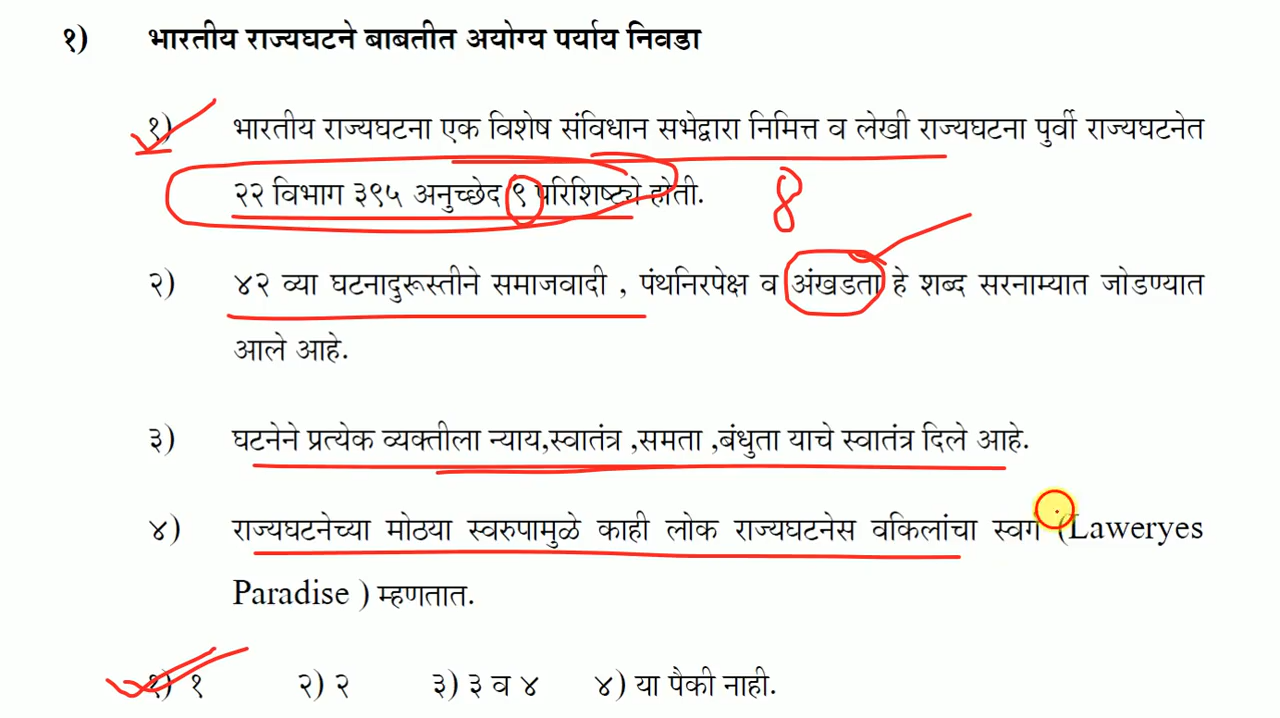 १) भारतीय राज्यघटने बाबतीत अयोग्य पर्याय निवडा
१) भारतीय राज्यघटना एक विशेष संविधान सभेद्वारा निमित्त व लेखी राज्यघटना पुर्वी राज्यघटनेत
२२ विभाग ३९५ अनुच्छेद ९ परिशिष्ट्ये होती. 8
२) ४२ व्या घटनादुरूस्तीने समाजवादी , पंथनिरपेक्ष व अंखडता हे शब्द सरनाम्यात जोडण्यात
आले आहे.
३) घटनेने प्रत्येक व्यक्तीला न्याय,स्वातंत्र ,समता ,बंधुता याचे स्वातंत्र दिले आहे.
४) राज्यघटनेच्या मोठया स्वरुपामुळे काही लोक राज्यघटनेस वकिलांचा स्वर्ग (Laweryes
Paradise ) म्हणतात.
१) १ २) २ ३) ३ व ४ ४) या पैकी नाही.